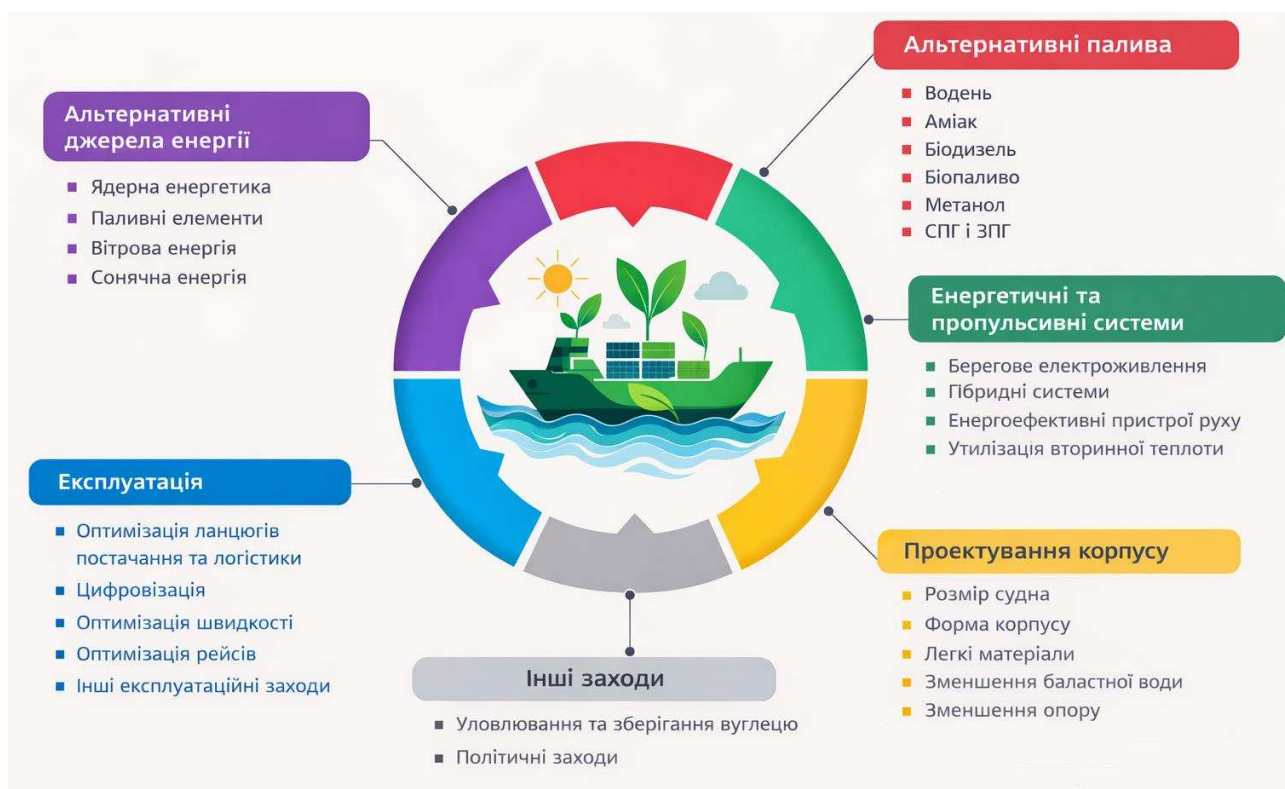 Альтернативні палива
Водень
Аміак
Біодизель
Біопаливо
Метанол
СПГ і ЗПГ
Альтернативні
джерела енергії
Ядерна енергетика
Паливні елементи
Вітрова енергія
Сонячна енергія
Енергетичні та
пропульсивні системи
Берегове електроживлення
Гібридні системи
Енергоефективні пристрої руху
Утилізація вторинної теплоти
Експлуатація
Оптимізація ланцюгів
постачання та логістики
Цифровізація
Оптимізація швидкості
Оптимізація рейсів
Інші експлуатаційні заходи
Проектування корпусу
Розмір судна
Форма корпусу
Легкі матеріали
Зменшення баластної води
Зменшення опору
Інші заходи
Уловлювання та зберігання вуглецю
Політичні заходи